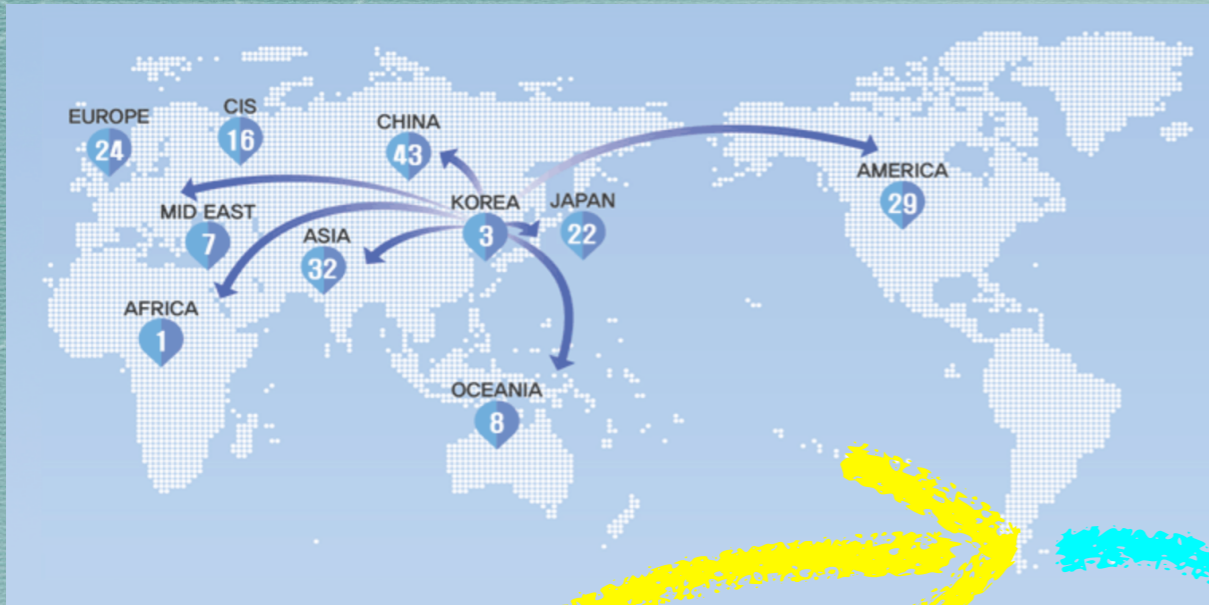 EUROPE
24
CIS
16
CHINA
43
MID EAST
7
ASIA
32
KOREA
3
JAPAN
22
AMERICA
29
AFRICA
1
OCEANIA
8